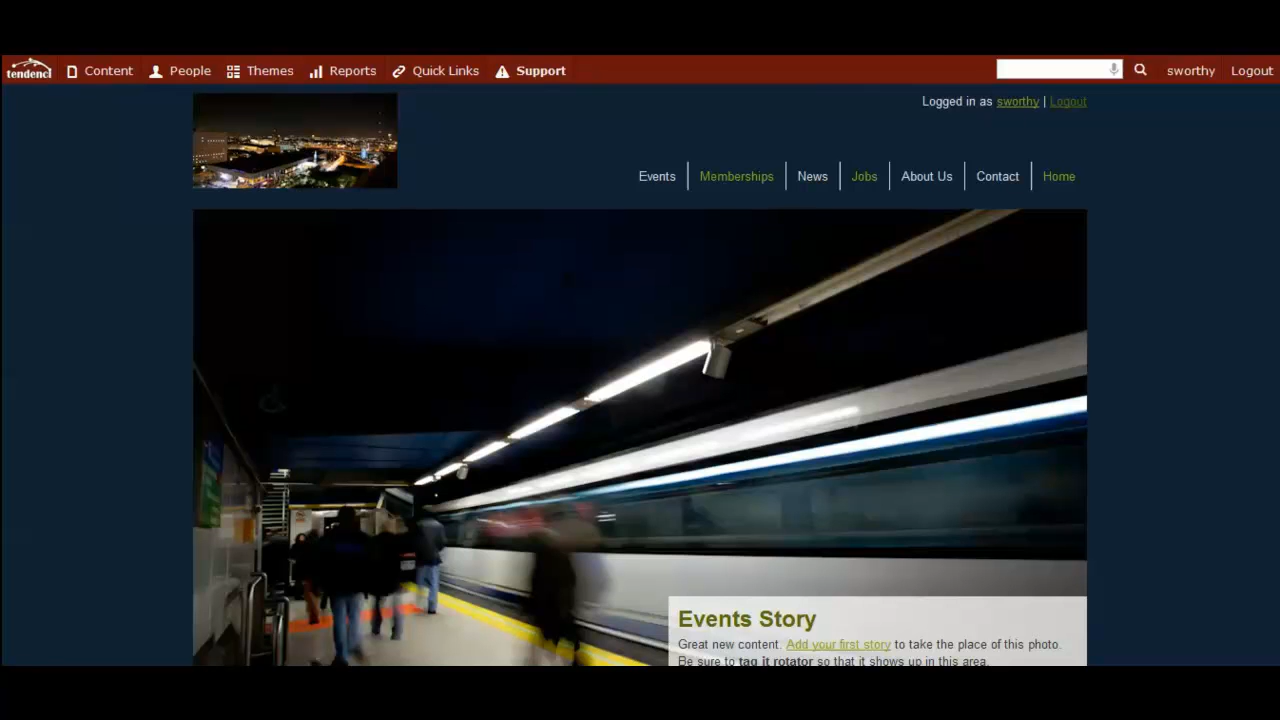 tendenci Content People Themes Reports Quick Links Support sworthy Logout
Logged in as sworthy | Logout
Events Memberships News Jobs About Us Contact Home
Events Story
Great new content. Add your first story to take the place of this photo.
Be sure to tag it rotator so that it shows up in this area.